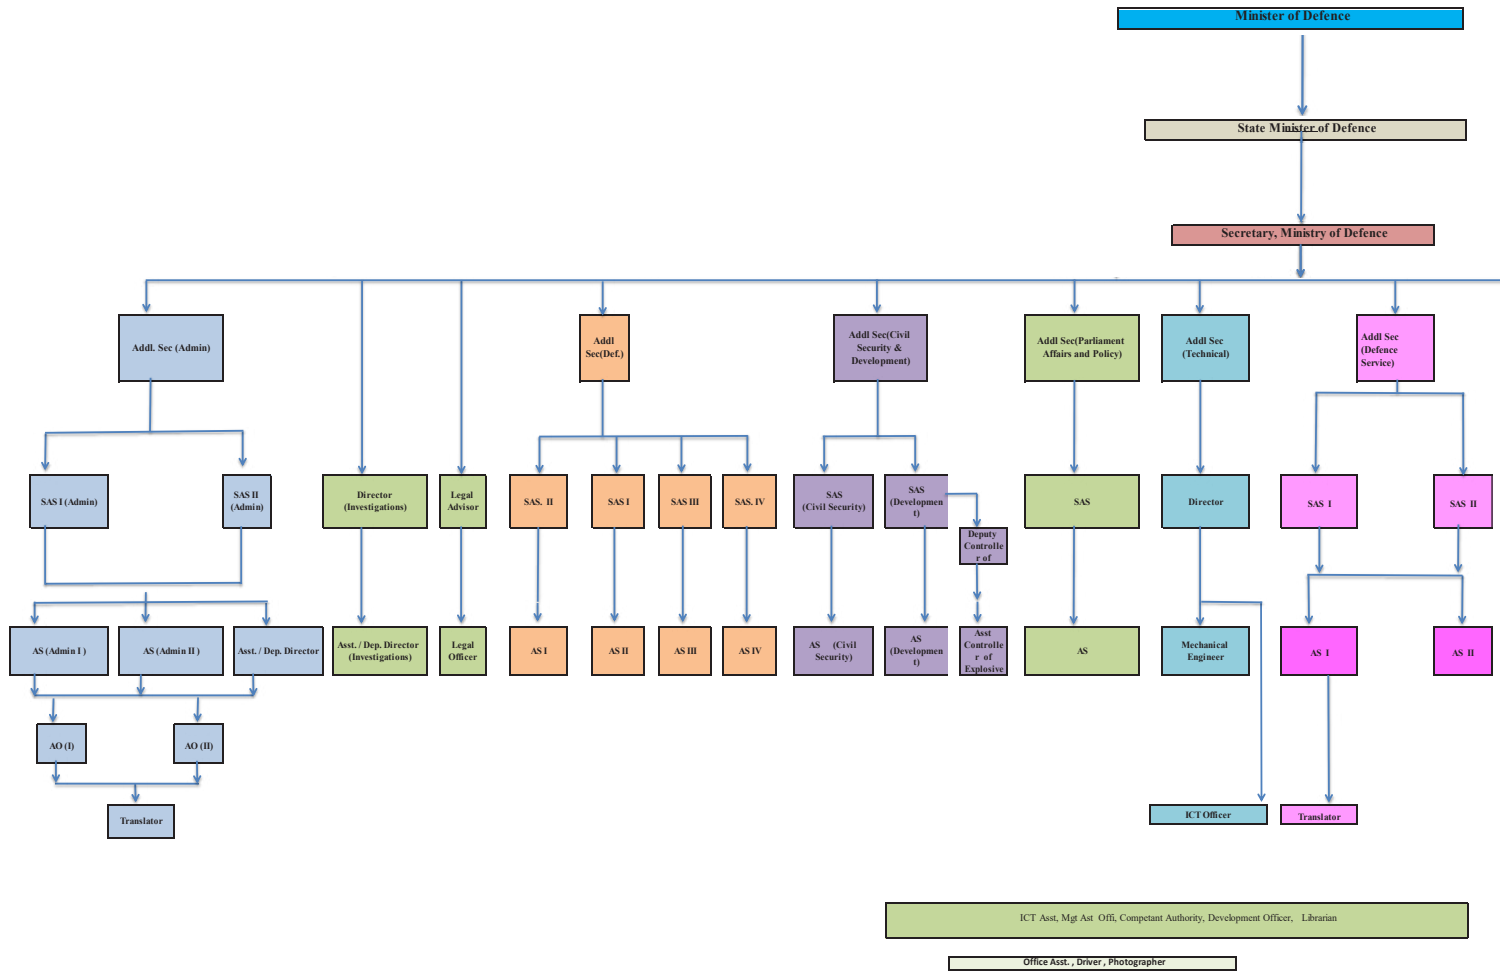 Minister of Defence
State Minister of Defence
Secretary, Ministry of Defence
Addl. Sec (Admin)
Addl
Sec(Def.)
Addl Sec(Civil
Security &
Development)
Addl Sec(Parliament
Affairs and Policy)
Addl Sec
(Technical)
Addl Sec
(Defence
Service)
SAS I (Admin)
SAS II
(Admin)
Director
(Investigations)
Legal
Advisor
SAS. II
SAS I
SAS III
SAS. IV
SAS
(Civil Security)
SAS
(Developmen
t)
Deputy
Controlle
r of
SAS
Director
SAS I
SAS II
AS (Admin I )
AS (Admin II )
Asst. / Dep. Director
Asst. / Dep. Director
(Investigations)
Legal
Officer
AS I
AS II
AS III
AS IV
AS (Civil
Security)
AS
(Developmen
t)
Asst
Controlle
r of
Explosive
AS
Mechanical
Engineer
AS I
AS II
AO (I)
AO (II)
Translator
ICT Officer
Translator
ICT Asst, Mgt Ast Offi, Competant Authority, Development Officer, Librarian
Office Asst. , Driver , Photographer